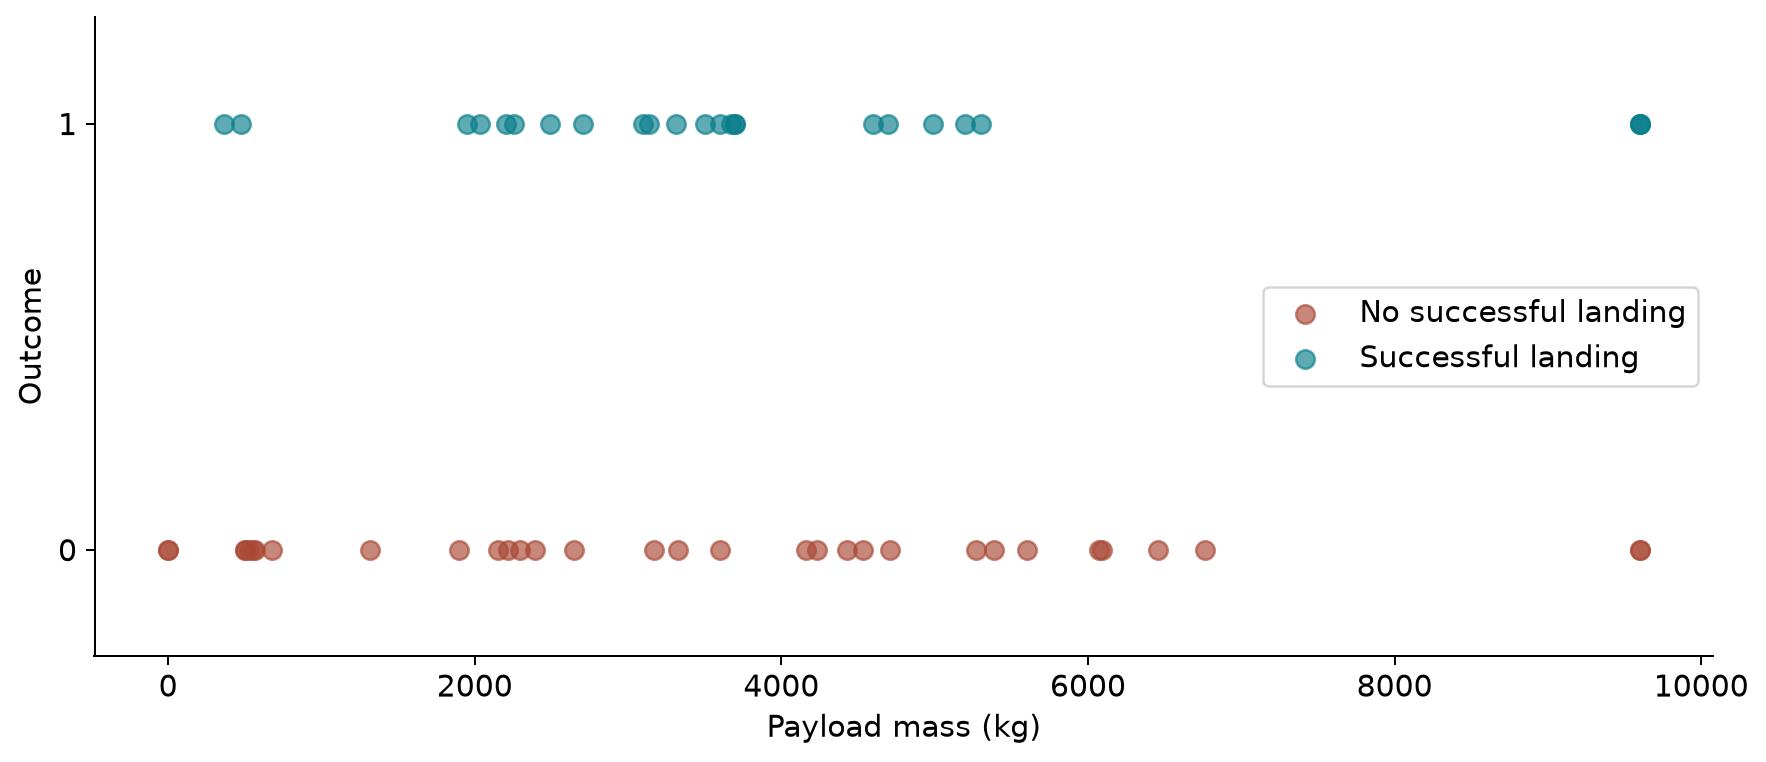 1
0
Outcome
No successful landing
Successful landing
0 2000 4000 6000 8000 10000
Payload mass (kg)